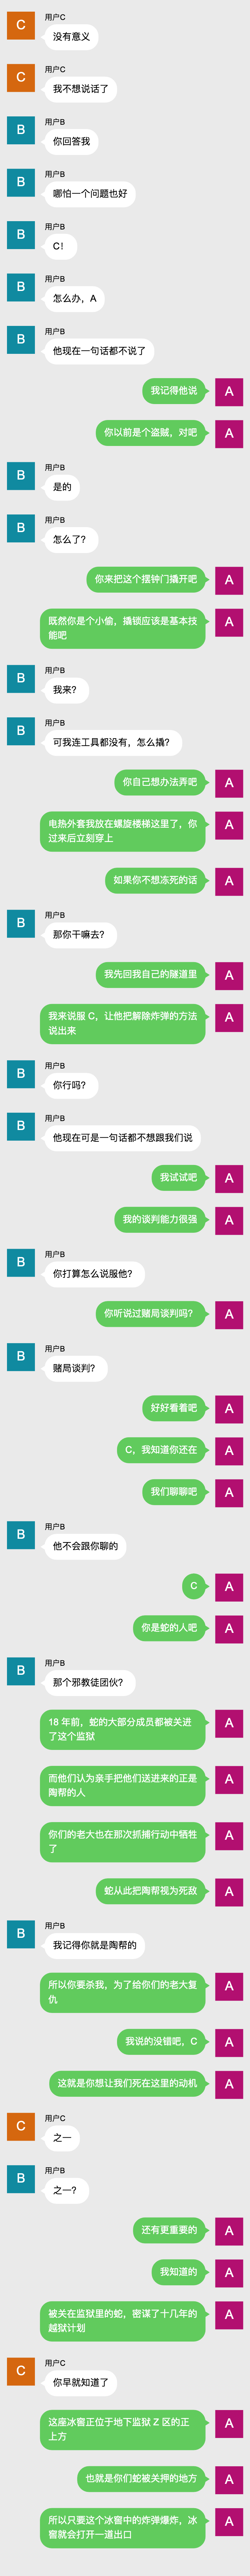 用户C
C
没有意义
用户C
C
我不想说话了
用户B
B
你回答我
用户B
B
哪怕一个问题也好
用户B
B
C!
用户B
B
怎么办，A
用户B
B
他现在一句话都不说了
我记得他说
A
你以前是个盗贼，对吧
A
用户B
B
是的
用户B
B
怎么了？
你来把这个摆钟门撬开吧
A
既然你是个小偷，撬锁应该是基本技
能吧
A
用户B
B
我来？
用户B
B
可我连工具都没有，怎么撬？
你自己想办法弄吧
A
电热外套我放在螺旋楼梯这里了，你
过来后立刻穿上
A
如果你不想冻死的话
A
用户B
B
那你干嘛去？
我先回我自己的隧道里
A
我来说服 C，让他把解除炸弹的方法
说出来
A
用户B
B
你行吗？
用户B
B
他现在可是一句话都不想跟我们说
我试试吧
A
我的谈判能力很强
A
用户B
B
你打算怎么说服他？
你听说过赌局谈判吗？
A
用户B
B
赌局谈判？
好好看着吧
A
C，我知道你还在
A
我们聊聊吧
A
用户B
B
他不会跟你聊的
C
A
你是蛇的人吧
A
用户B
B
那个邪教徒团伙？
18 年前，蛇的大部分成员都被关进
了这个监狱
A
而他们认为亲手把他们送进来的正是
陶帮的人
A
你们的老大也在那次抓捕行动中牺牲
了
A
蛇从此把陶帮视为死敌
A
用户B
B
我记得你就是陶帮的
所以你要杀我，为了给你们的老大复
仇
A
我说的没错吧，C
A
这就是你想让我们死在这里的动机
A
用户C
C
之一
用户B
B
之一？
还有更重要的
A
我知道的
A
被关在监狱里的蛇，密谋了十几年的
越狱计划
A
用户C
C
你早就知道了
这座冰窖正位于地下监狱 Z 区的正
上方
A
也就是你们蛇被关押的地方
A
所以只要这个冰窖中的炸弹爆炸，冰
窖就会打开一道出口
A